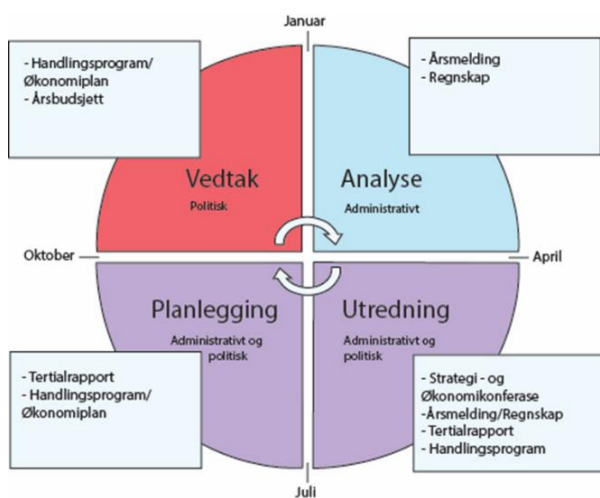 Januar
- Handlingsprogram/
Økonomiplan
- Årsbudsjett
- Årsmelding
- Regnskap
Vedtak
Politisk
Analyse
Administrativt
Oktober
April
Planlegging
Administrativt og
politisk
Utredning
Administrativt og
politisk
- Tertialrapport
- Handlingsprogram/
Økonomiplan
- Strategi - og
Økonomikonferase
-Årsmelding/Regnskap
- Tertialrapport
- Handlingsprogram
Juli